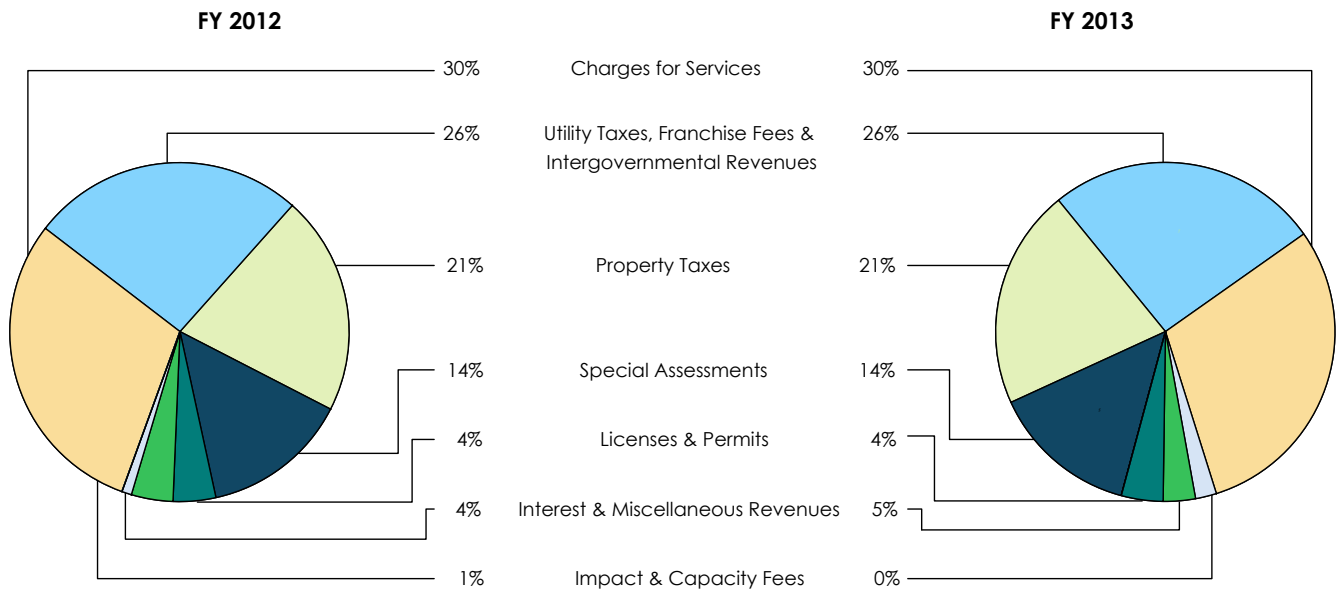 FY 2012 FY 2013
30% Charges for Services 30%
26% Utility Taxes, Franchise Fees & 26%
Intergovernmental Revenues
21% Property Taxes 21%
14% Special Assessments 14%
4% Licenses & Permits 4%
4% Interest & Miscellaneous Revenues 5%
1% Impact & Capacity Fees 0%